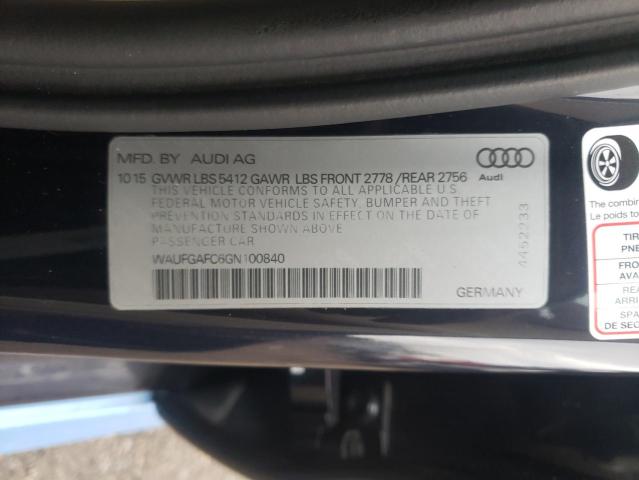 MFD. BY AUDI AG
Audi
10 15 GVWR LBS 5412 GAWR LBS FRONT 2778 /REAR 2756
THIS VEHICLE CONFORMS TO ALL APPLICABLE U.S
FEDERAL MOTOR VEHICLE SAFETY, BUMPER AND THEFT
PREVENTION STANDARDS IN EFFECT ON THE DATE OF
MANUFACTURE SHOWN ABOVE
PASSENGER CAR
WAUFGAFC6GN100840
4452233
GERMANY
The combin
Le poids to
TIR
PNE
FRO
AVA
REA
ARRI
SPA
DE SEC